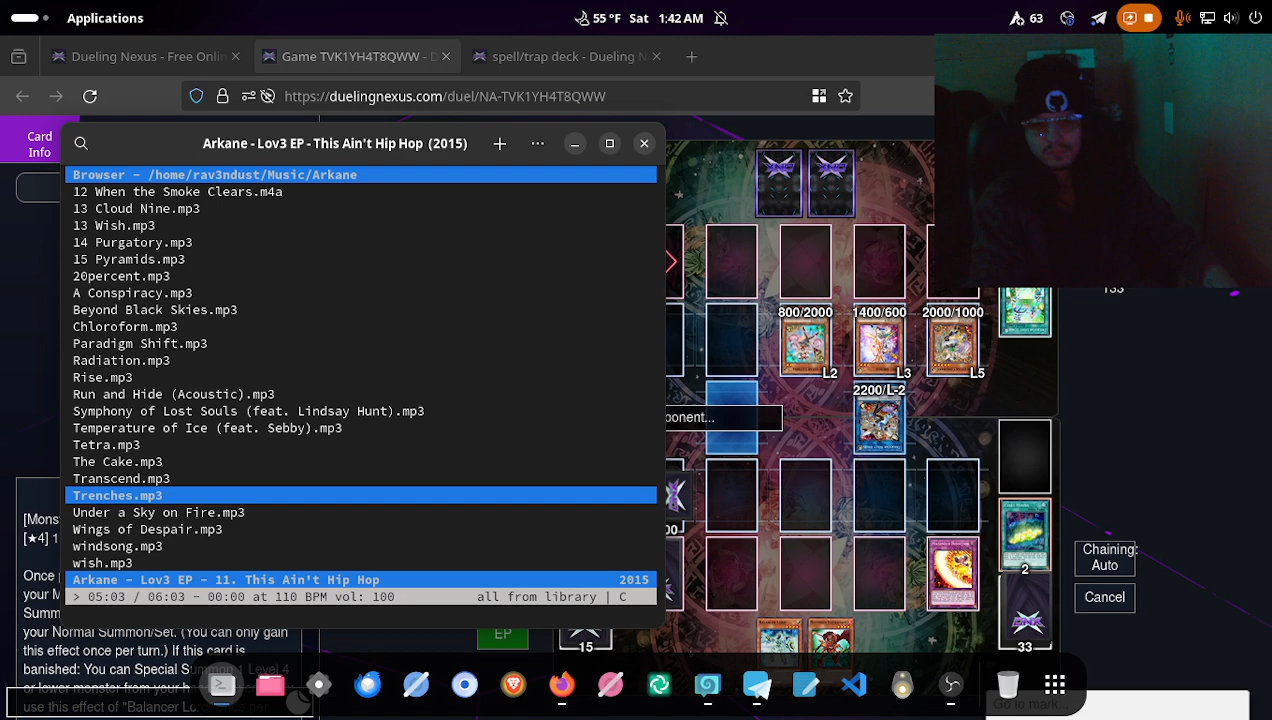 Applications
55 °F Sat 1:42 AM
63
Dueling Nexus - Free Onlin
Game TVK1YH4T8QWW - D
spell/trap deck - Dueling N
https://duelingnexus.com/duel/NA-TVK1YH4T8QWW
Card
Info
Arkane - Lov3 EP - This Ain't Hip Hop (2015)
Browser - /home/rav3ndust/Music/Arkane
12 When the Smoke Clears.m4a
13 Cloud Nine.mp3
13 Wish.mp3
14 Purgatory.mp3
15 Pyramids.mp3
20percent.mp3
A Conspiracy.mp3
Beyond Black Skies.mp3
Chloroform.mp3
Paradigm Shift.mp3
Radiation.mp3
Rise.mp3
Run and Hide (Acoustic).mp3
Symphony of Lost Souls (feat. Lindsay Hunt).mp3
Temperature of Ice (feat. Sebby).mp3
Tetra.mp3
The Cake.mp3
Transcend.mp3
Trenches.mp3
Under a Sky on Fire.mp3
Wings of Despair.mp3
windsong.mp3
wish.mp3
Arkane - Lov3 EP - 11. This Ain't Hip Hop 2015
> 05:03 / 06:03 - 00:00 at 110 BPM vol: 100 all from library | C
800/2000 1400/600 2000/1000
L2 L3 L5
2200/L-2
ponent...
[Mons
[★4] 1
Once
your M
Summ
your Normal Summon/Set. (You can only gain
this effect once per turn.) If this card is
banished: You can Special Summon 1 Level 4
or lower monster from your h
use this effect of "Balancer Lord" once per
EP
15
2
33
Chaining:
Auto
Cancel
Go to mark...